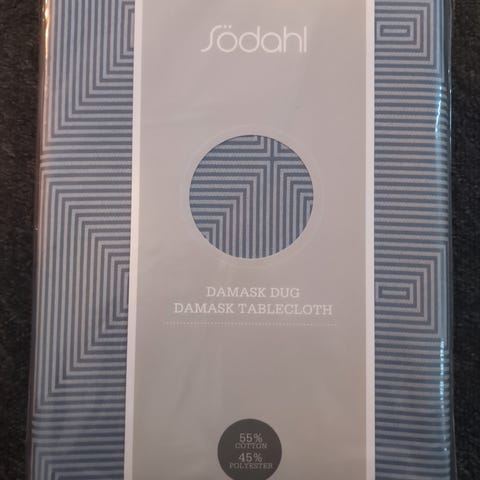 Södahl
DAMASK DUG
DAMASK TABLECLOTH
55%
COTTON
45%
POLYESTER